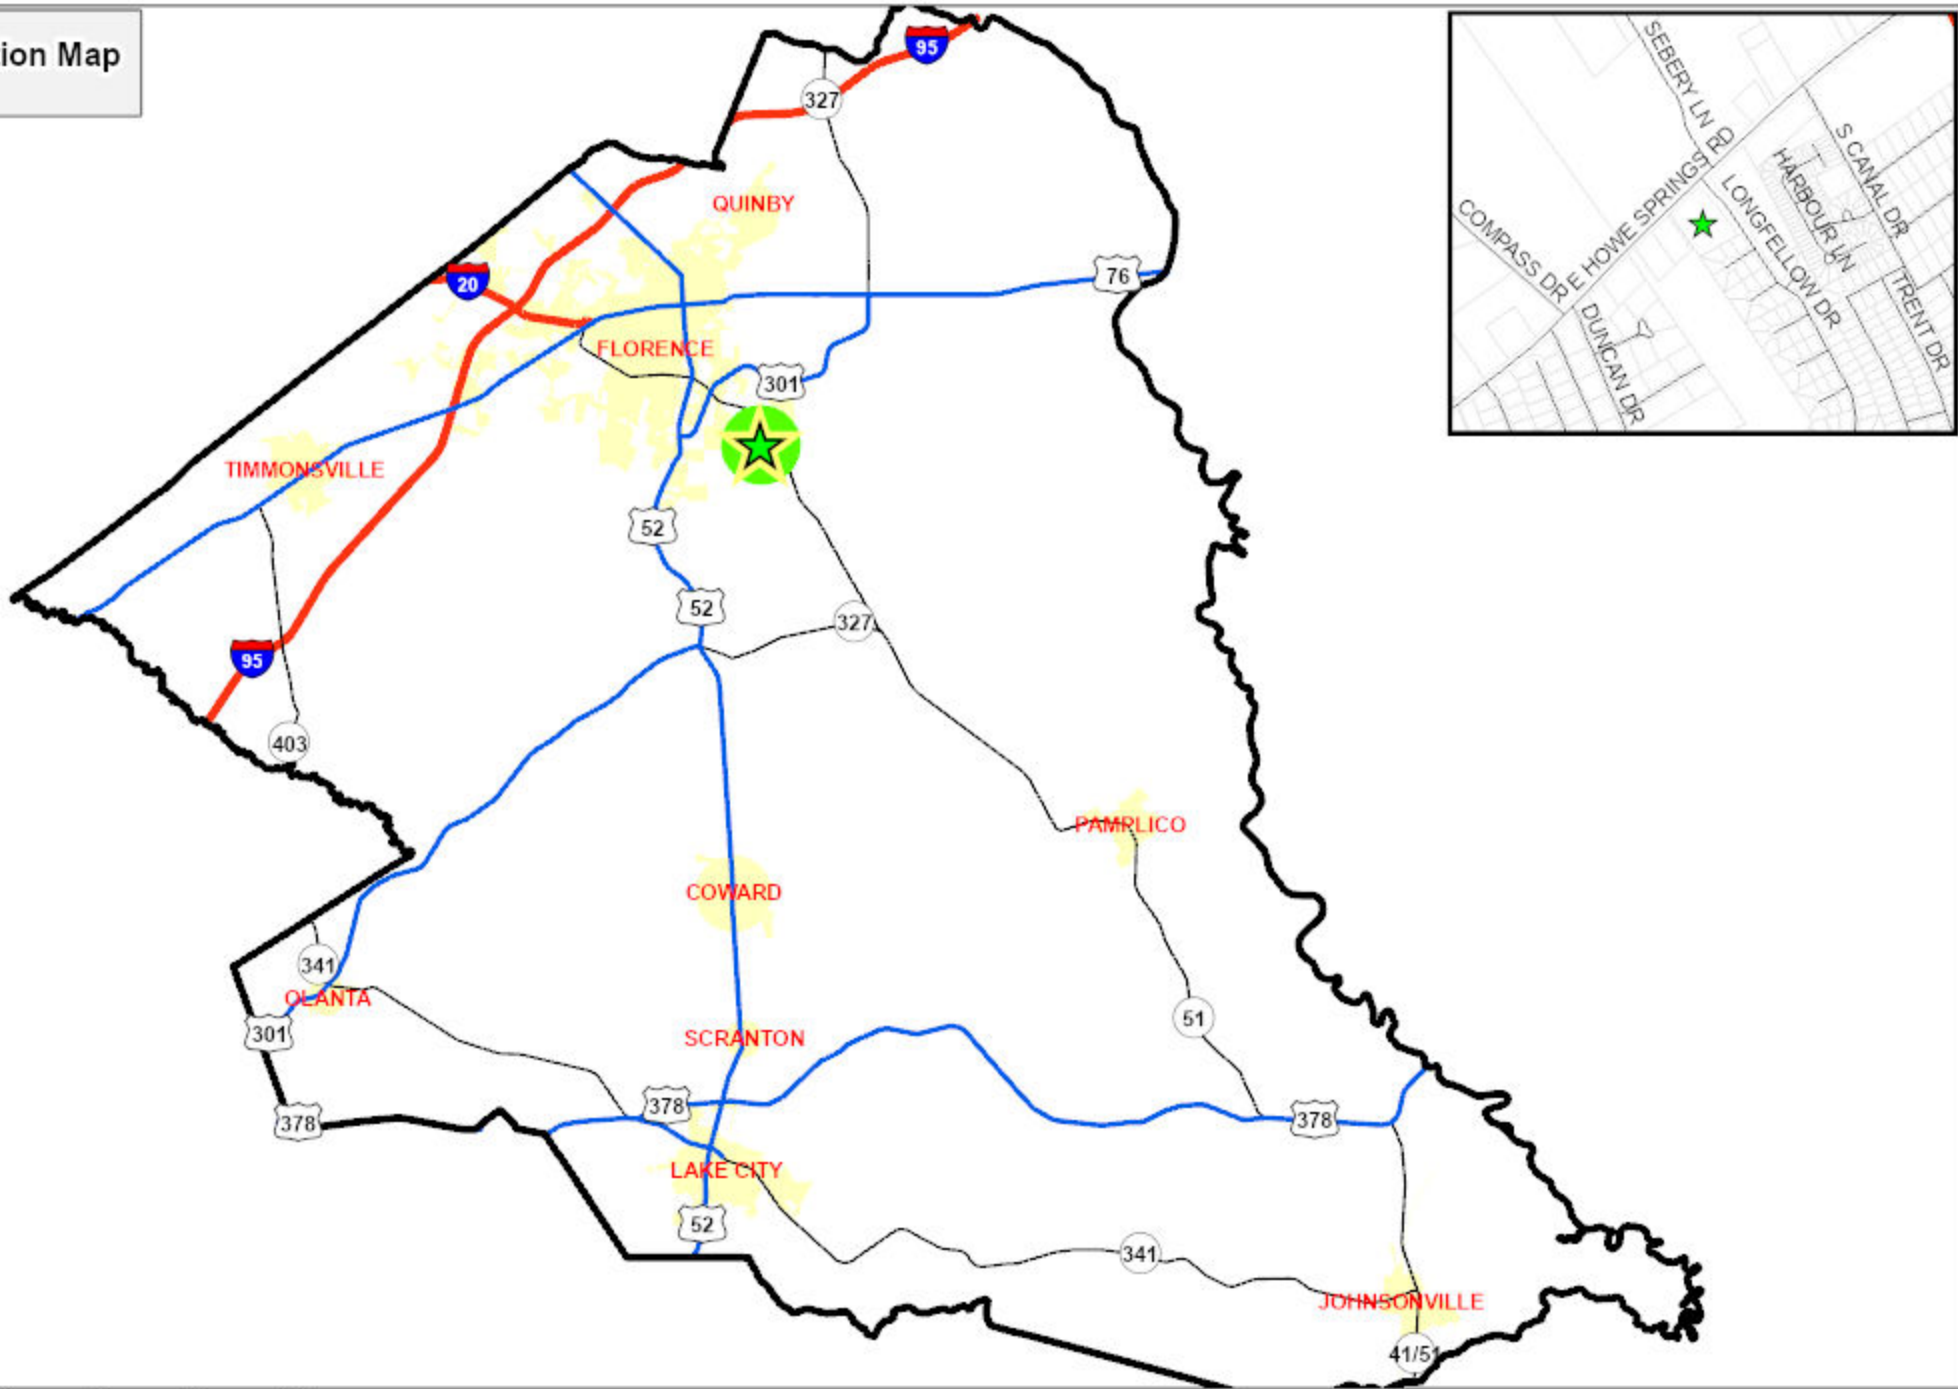 ion Map
95
327
QUINBY
20
76
FLORENCE
301
TIMMONSVILLE
52
52
327
95
403
PAMPLICO
COWARD
341
OLANTA
301
51
SCRANTON
378
378
378
LAKE CITY
52
341
JOHNSONVILLE
41/51
SEBERY LN
E HOWE SPRINGS RD
S CANAL DR
HARBOUR LN
LONGFELLOW DR
COMPASS DR
TRENT DR
DUNCAN DR